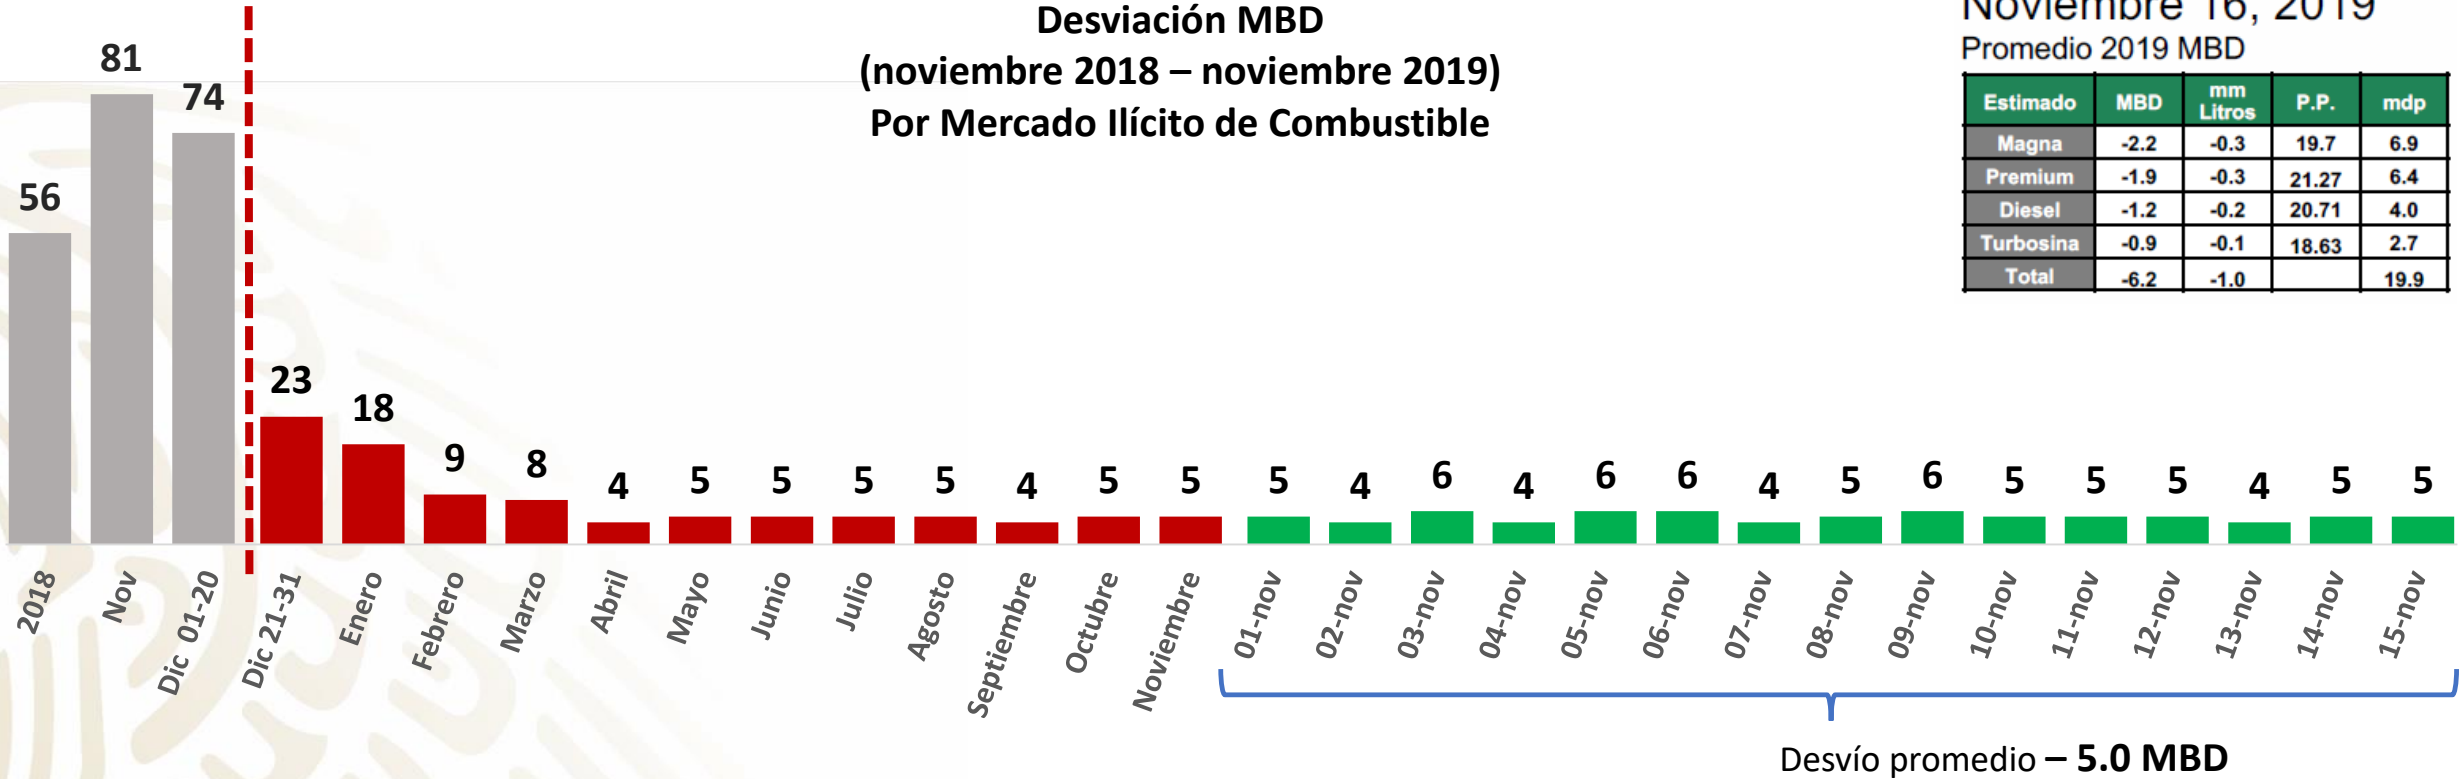 Desviación MBD
(noviembre 2018 – noviembre 2019)
Por Mercado Ilícito de Combustible
Noviembre 16, 2019
Promedio 2019 MBD
Estimado MBD mm Litros P.P. mdp
Magna -2.2 -0.3 19.7 6.9
Premium -1.9 -0.3 21.27 6.4
Diesel -1.2 -0.2 20.71 4.0
Turbosina -0.9 -0.1 18.63 2.7
Total -6.2 -1.0 19.9
56 81 74 23 18 9 8 4 5 5 5 5 4 5 5 5 4 6 4 6 6 4 5 6 5 5 5 4 5 5
2018 Nov Dic 01-20 Dic 21-31 Enero Febrero Marzo Abril Mayo Junio Julio Agosto Septiembre Octubre Noviembre 01-nov 02-nov 03-nov 04-nov 05-nov 06-nov 07-nov 08-nov 09-nov 10-nov 11-nov 12-nov 13-nov 14-nov 15-nov
Desvío promedio – 5.0 MBD